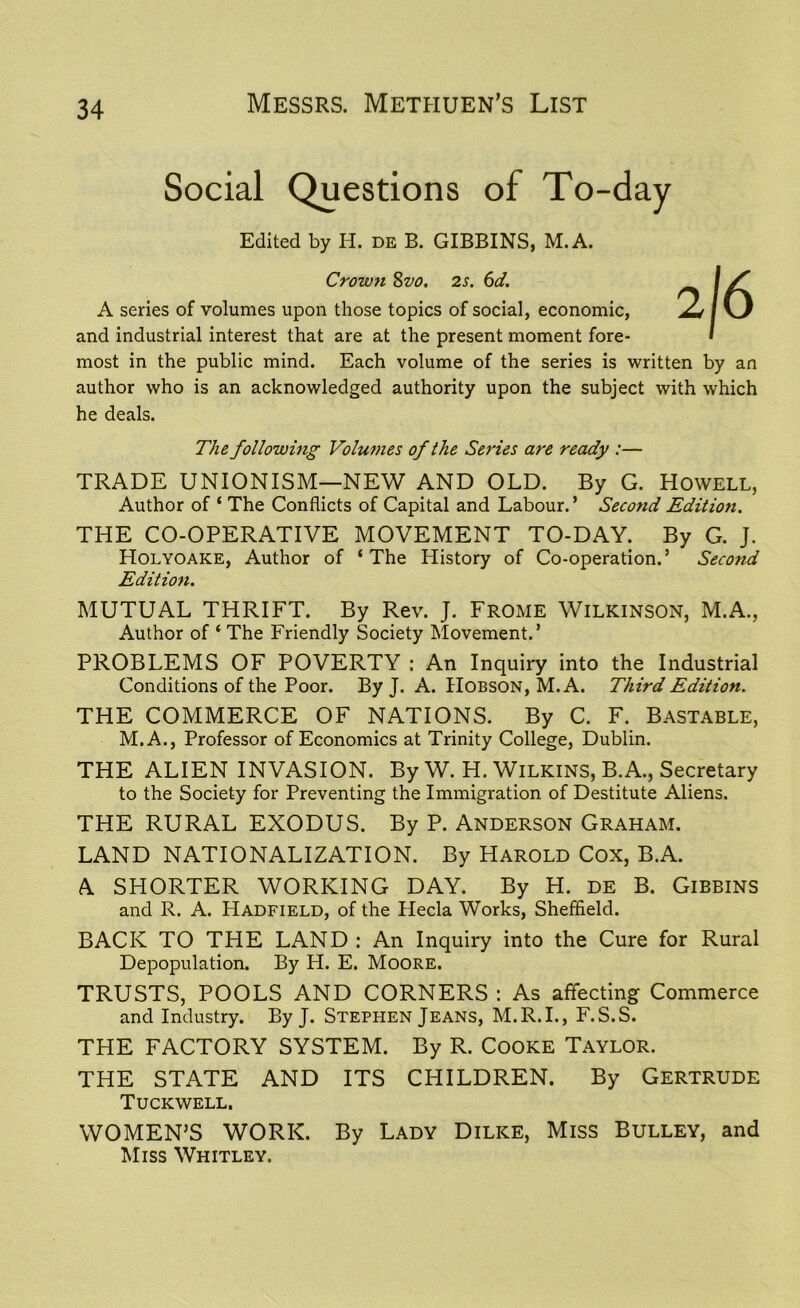 34 MESSRS. METHUEN'S LIST
Social Questions of To-day
Edited by H. DE B. GIBBINS, M.A.
Crown 8vo. 2s. 6d.
2/6
A series of volumes upon those topics of social, economic,
and industrial interest that are at the present moment fore-
most in the public mind. Each volume of the series is written by an
author who is an acknowledged authority upon the subject with which
he deals.
The following Volumes of the Series are ready :—
TRADE UNIONISM—NEW AND OLD. By G. HOWELL,
Author of ‘ The Conflicts of Capital and Labour.’ Second Edition.
THE CO-OPERATIVE MOVEMENT TO-DAY. By G. J.
HOLYOAKE, Author of ‘ The History of Co-operation.’ Second
Edition.
MUTUAL THRIFT. By Rev. J. FROME WILKINSON, M.A.,
Author of ‘ The Friendly Society Movement.’
PROBLEMS OF POVERTY : An Inquiry into the Industrial
Conditions of the Poor. By J. A. HOBSON, M.A. Third Edition.
THE COMMERCE OF NATIONS. By C. F. BASTABLE,
M.A., Professor of Economics at Trinity College, Dublin.
THE ALIEN INVASION. By W. H. WILKINS, B.A., Secretary
to the Society for Preventing the Immigration of Destitute Aliens.
THE RURAL EXODUS. By P. ANDERSON GRAHAM.
LAND NATIONALIZATION. By HAROLD COX, B.A.
A SHORTER WORKING DAY. By H. DE B. GIBBINS
and R. A. HADFIELD, of the Hecla Works, Sheffield.
BACK TO THE LAND : An Inquiry into the Cure for Rural
Depopulation. By H. E. MOORE.
TRUSTS, POOLS AND CORNERS : As affecting Commerce
and Industry. By J. STEPHEN JEANS, M.R.I., F.S.S.
THE FACTORY SYSTEM. By R. COOKE TAYLOR.
THE STATE AND ITS CHILDREN. By GERTRUDE
TUCKWELL.
WOMEN'S WORK. By LADY DILKE, MISS BULLEY, and
MISS WHITLEY.